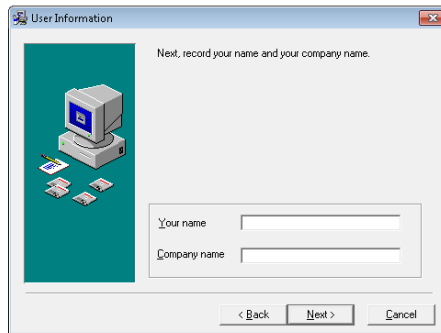 User Information
Next, record your name and your company name.
Your name
Company name
< Back
Next >
Cancel